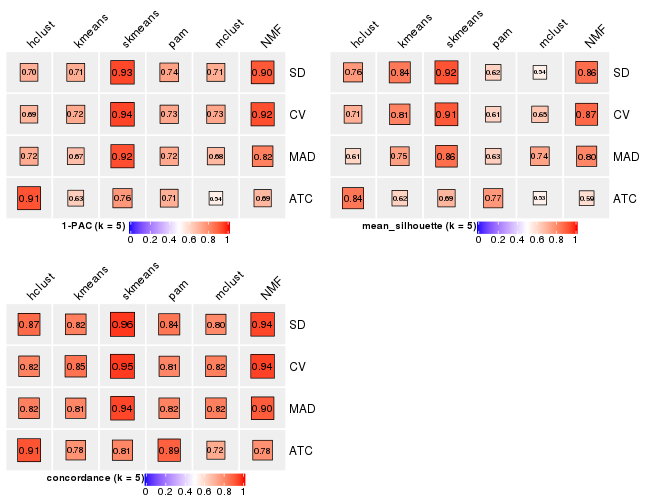 hclust kmeans skmeans pam mclust NMF
0.70 0.71 0.93 0.74 0.71 0.90 SD
0.69 0.72 0.94 0.73 0.73 0.92 CV
0.72 0.67 0.92 0.72 0.68 0.82 MAD
0.91 0.63 0.76 0.71 0.54 0.69 ATC
1-PAC (k = 5)
0 0.2 0.4 0.6 0.8 1
hclust kmeans skmeans pam mclust NMF
0.76 0.84 0.92 0.62 0.54 0.86 SD
0.71 0.81 0.91 0.61 0.65 0.87 CV
0.61 0.75 0.86 0.63 0.74 0.80 MAD
0.84 0.62 0.69 0.77 0.53 0.59 ATC
mean_silhouette (k = 5)
0 0.2 0.4 0.6 0.8 1
hclust kmeans skmeans pam mclust NMF
0.87 0.82 0.96 0.84 0.80 0.94 SD
0.82 0.85 0.95 0.81 0.82 0.94 CV
0.82 0.81 0.94 0.82 0.82 0.90 MAD
0.91 0.78 0.81 0.89 0.72 0.78 ATC
concordance (k = 5)
0 0.2 0.4 0.6 0.8 1